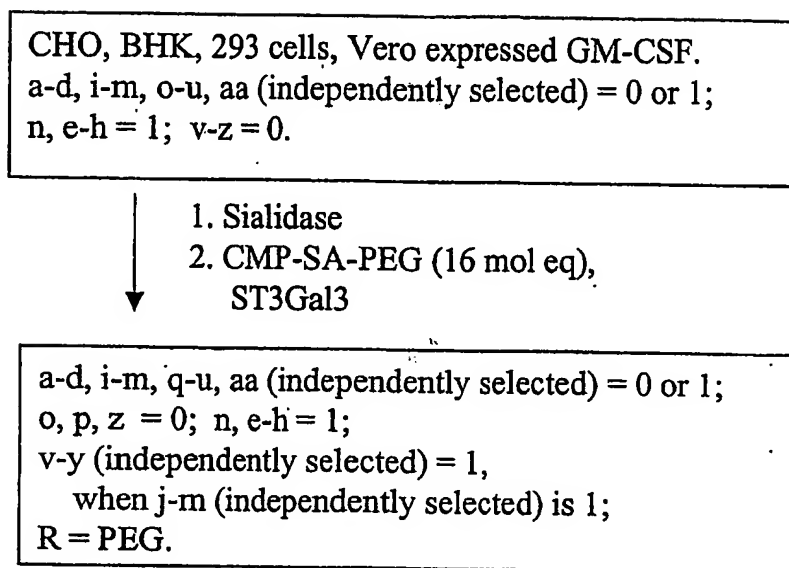 CHO, BHK, 293 cells, Vero expressed GM-CSF.
a-d, i-m, o-u, aa (independently selected) = 0 or 1;
n, e-h = 1; v-z = 0.
1. Sialidase
2. CMP-SA-PEG (16 mol eq),
ST3Gal3
a-d, i-m, q-u, aa (independently selected) = 0 or 1;
o, p, z = 0; n, e-h = 1;
v-y (independently selected) = 1,
when j-m (independently selected) is 1;
R = PEG.